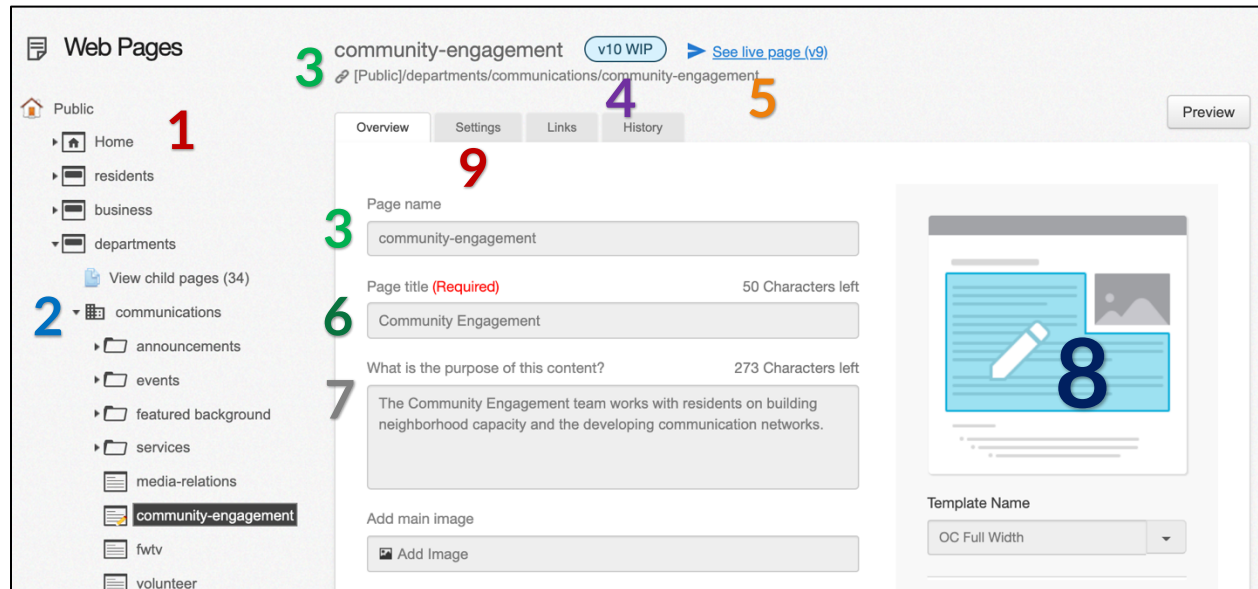 Web Pages
Public
1
Home
residents
business
departments
View child pages (34)
2
communications
announcements
events
featured background
services
media-relations
community-engagement
fwtv
volunteer
3
community-engagement
v10 WIP
See live page (v9)
[Public]/departments/communications/community-engagement
4
5
Preview
Overview
Settings
Links
History
9
Page name
3
community-engagement
Page title (Required)
50 Characters left
6
Community Engagement
What is the purpose of this content?
273 Characters left
7
The Community Engagement team works with residents on building
neighborhood capacity and the developing communication networks.
Add main image
Add Image
8
Template Name
OC Full Width